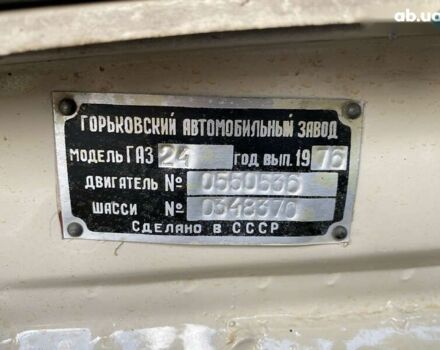 ab.ua
ГОРЬКОВСКИЙ АВТОМОБИЛЬНЫЙ ЗАВОД
МОДЕЛЬ ГАЗ 24 ГОД ВЫП. 1976
ДВИГАТЕЛЬ № 0550536
ШАССИ № 0348370
СДЕЛАНО В СССР